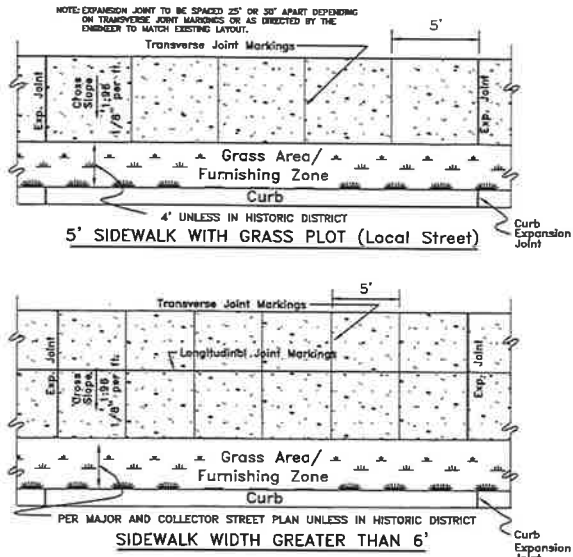 NOTE: EXPANSION JOINT TO BE SPACED 25' OR 50' APART DEPENDING
ON TRANSVERSE JOINT MARKINGS OR AS DIRECTED BY THE
ENGINEER TO MATCH EXISTING LAYOUT.
Transverse Joint Markings
5'
Exp. Joint
Cross
Slope
1:96
1/8" per ft.
Exp. Joint
Grass Area/
Furnishing Zone
Curb
4' UNLESS IN HISTORIC DISTRICT
Curb
Expansion
Joint
5' SIDEWALK WITH GRASS PLOT (Local Street)
5'
Transverse Joint Markings
Longitudinal Joint Markings
Exp. Joint
Cross
Slope
1:96
1/8" per ft.
Exp. Joint
Grass Area/
Furnishing Zone
Curb
PER MAJOR AND COLLECTOR STREET PLAN UNLESS IN HISTORIC DISTRICT
Curb
Expansion
Joint
SIDEWALK WIDTH GREATER THAN 6'